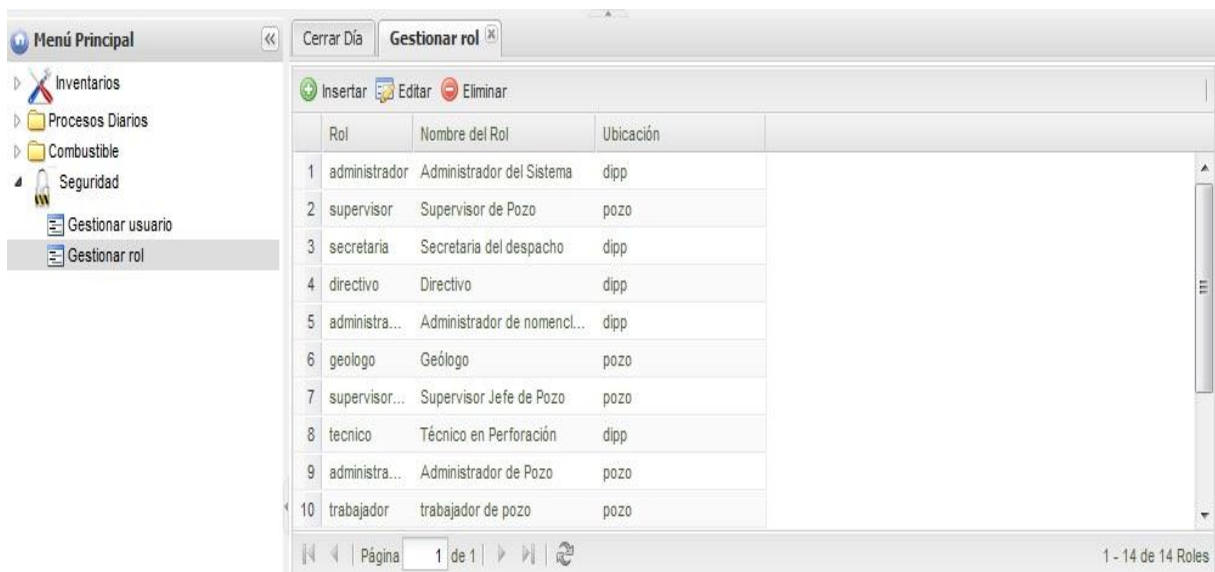 Menú Principal
Inventarios
Procesos Diarios
Combustible
Seguridad
Gestionar usuario
Gestionar rol
Cerrar Día Gestionar rol
Insertar Editar Eliminar
Rol Nombre del Rol Ubicación
1 administrador Administrador del Sistema dipp
2 supervisor Supervisor de Pozo pozo
3 secretaria Secretaria del despacho dipp
4 directivo Directivo dipp
5 administra... Administrador de nomencl... dipp
6 geologo Geólogo pozo
7 supervisor... Supervisor Jefe de Pozo pozo
8 tecnico Técnico en Perforación dipp
9 administra... Administrador de Pozo pozo
10 trabajador trabajador de pozo pozo
Página 1 de 1 1 - 14 de 14 Roles